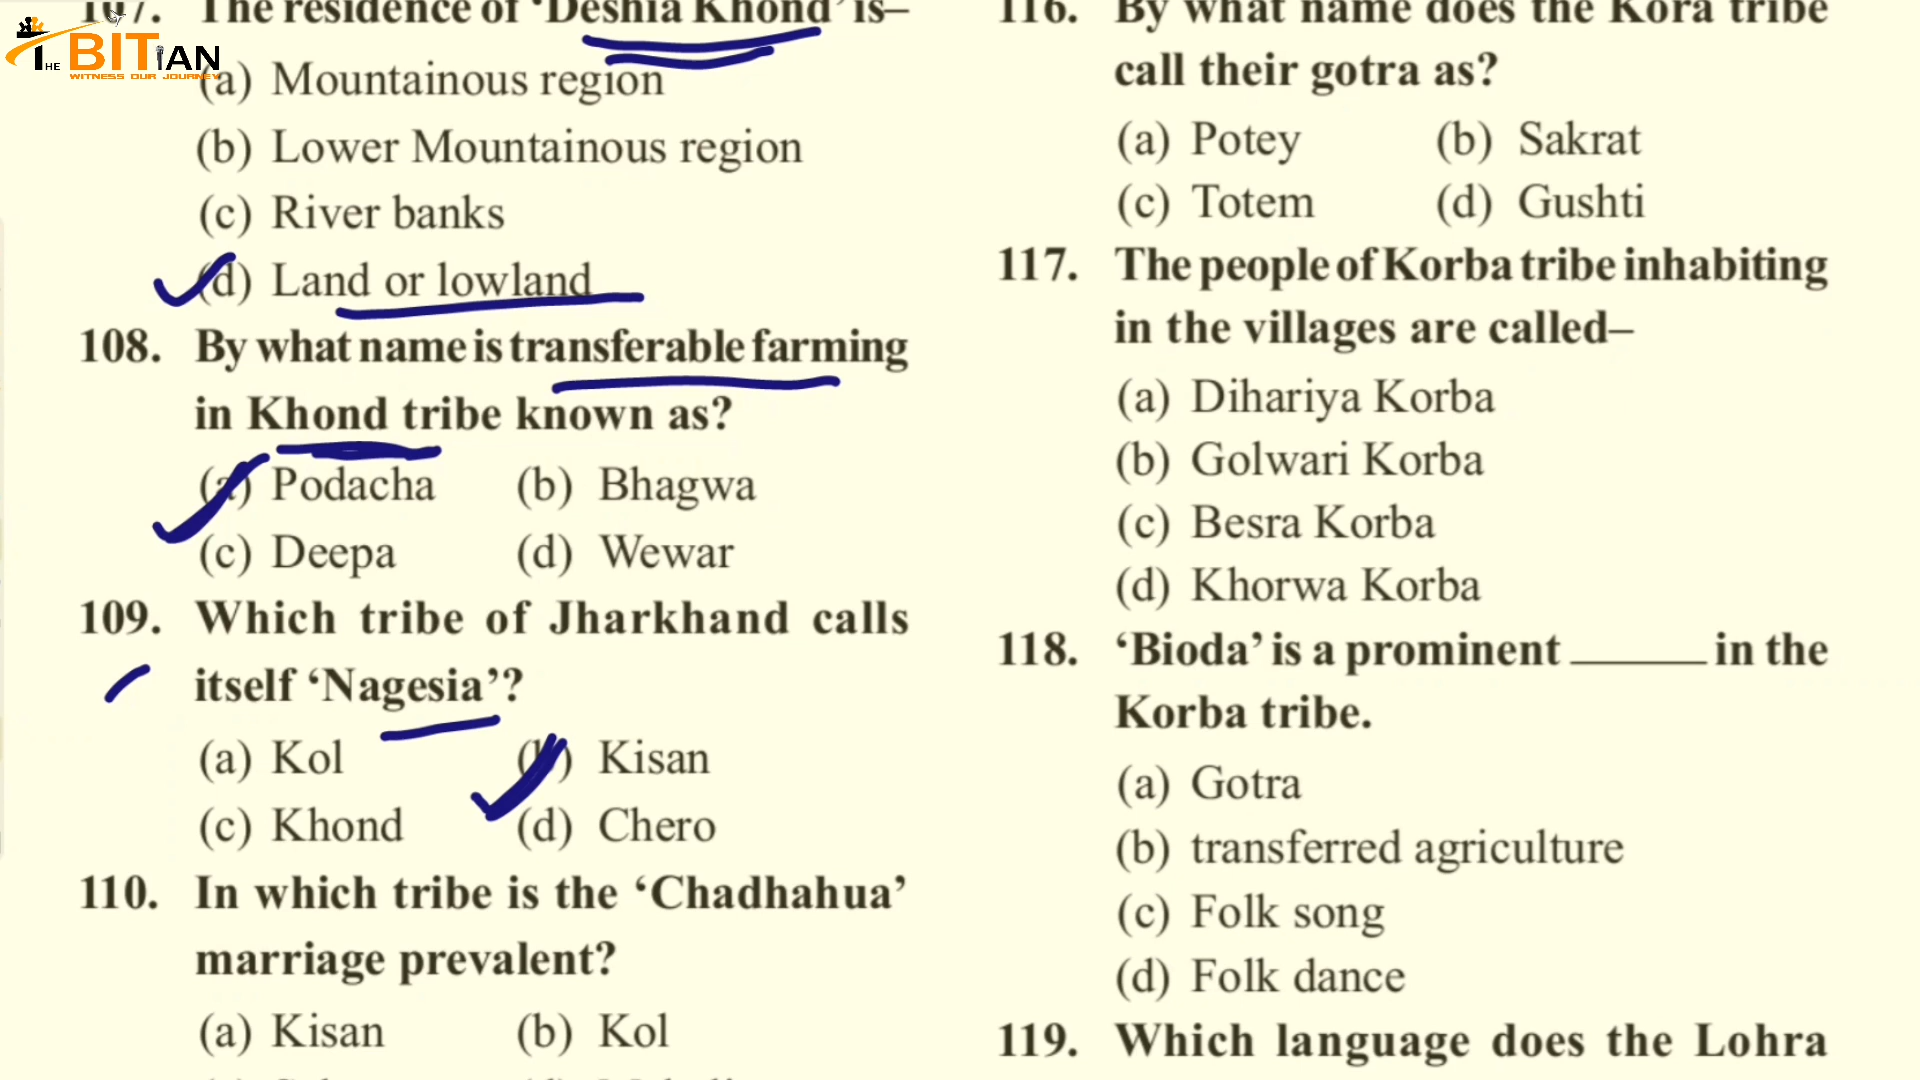 THE BITIAN
WITNESS OUR JOURNEY
107. The residence of ‘Deshia Khond’ is–
(a) Mountainous region
(b) Lower Mountainous region
(c) River banks
(d) Land or lowland
108. By what name is transferable farming
in Khond tribe known as?
(a) Podacha (b) Bhagwa
(c) Deepa (d) Wewar
109. Which tribe of Jharkhand calls
itself ‘Nagesia’?
(a) Kol (b) Kisan
(c) Khond (d) Chero
110. In which tribe is the ‘Chadhahua’
marriage prevalent?
(a) Kisan (b) Kol
116. By what name does the Kora tribe
call their gotra as?
(a) Potey (b) Sakrat
(c) Totem (d) Gushti
117. The people of Korba tribe inhabiting
in the villages are called–
(a) Dihariya Korba
(b) Golwari Korba
(c) Besra Korba
(d) Khorwa Korba
118. ‘Bioda’ is a prominent ______ in the
Korba tribe.
(a) Gotra
(b) transferred agriculture
(c) Folk song
(d) Folk dance
119. Which language does the Lohra